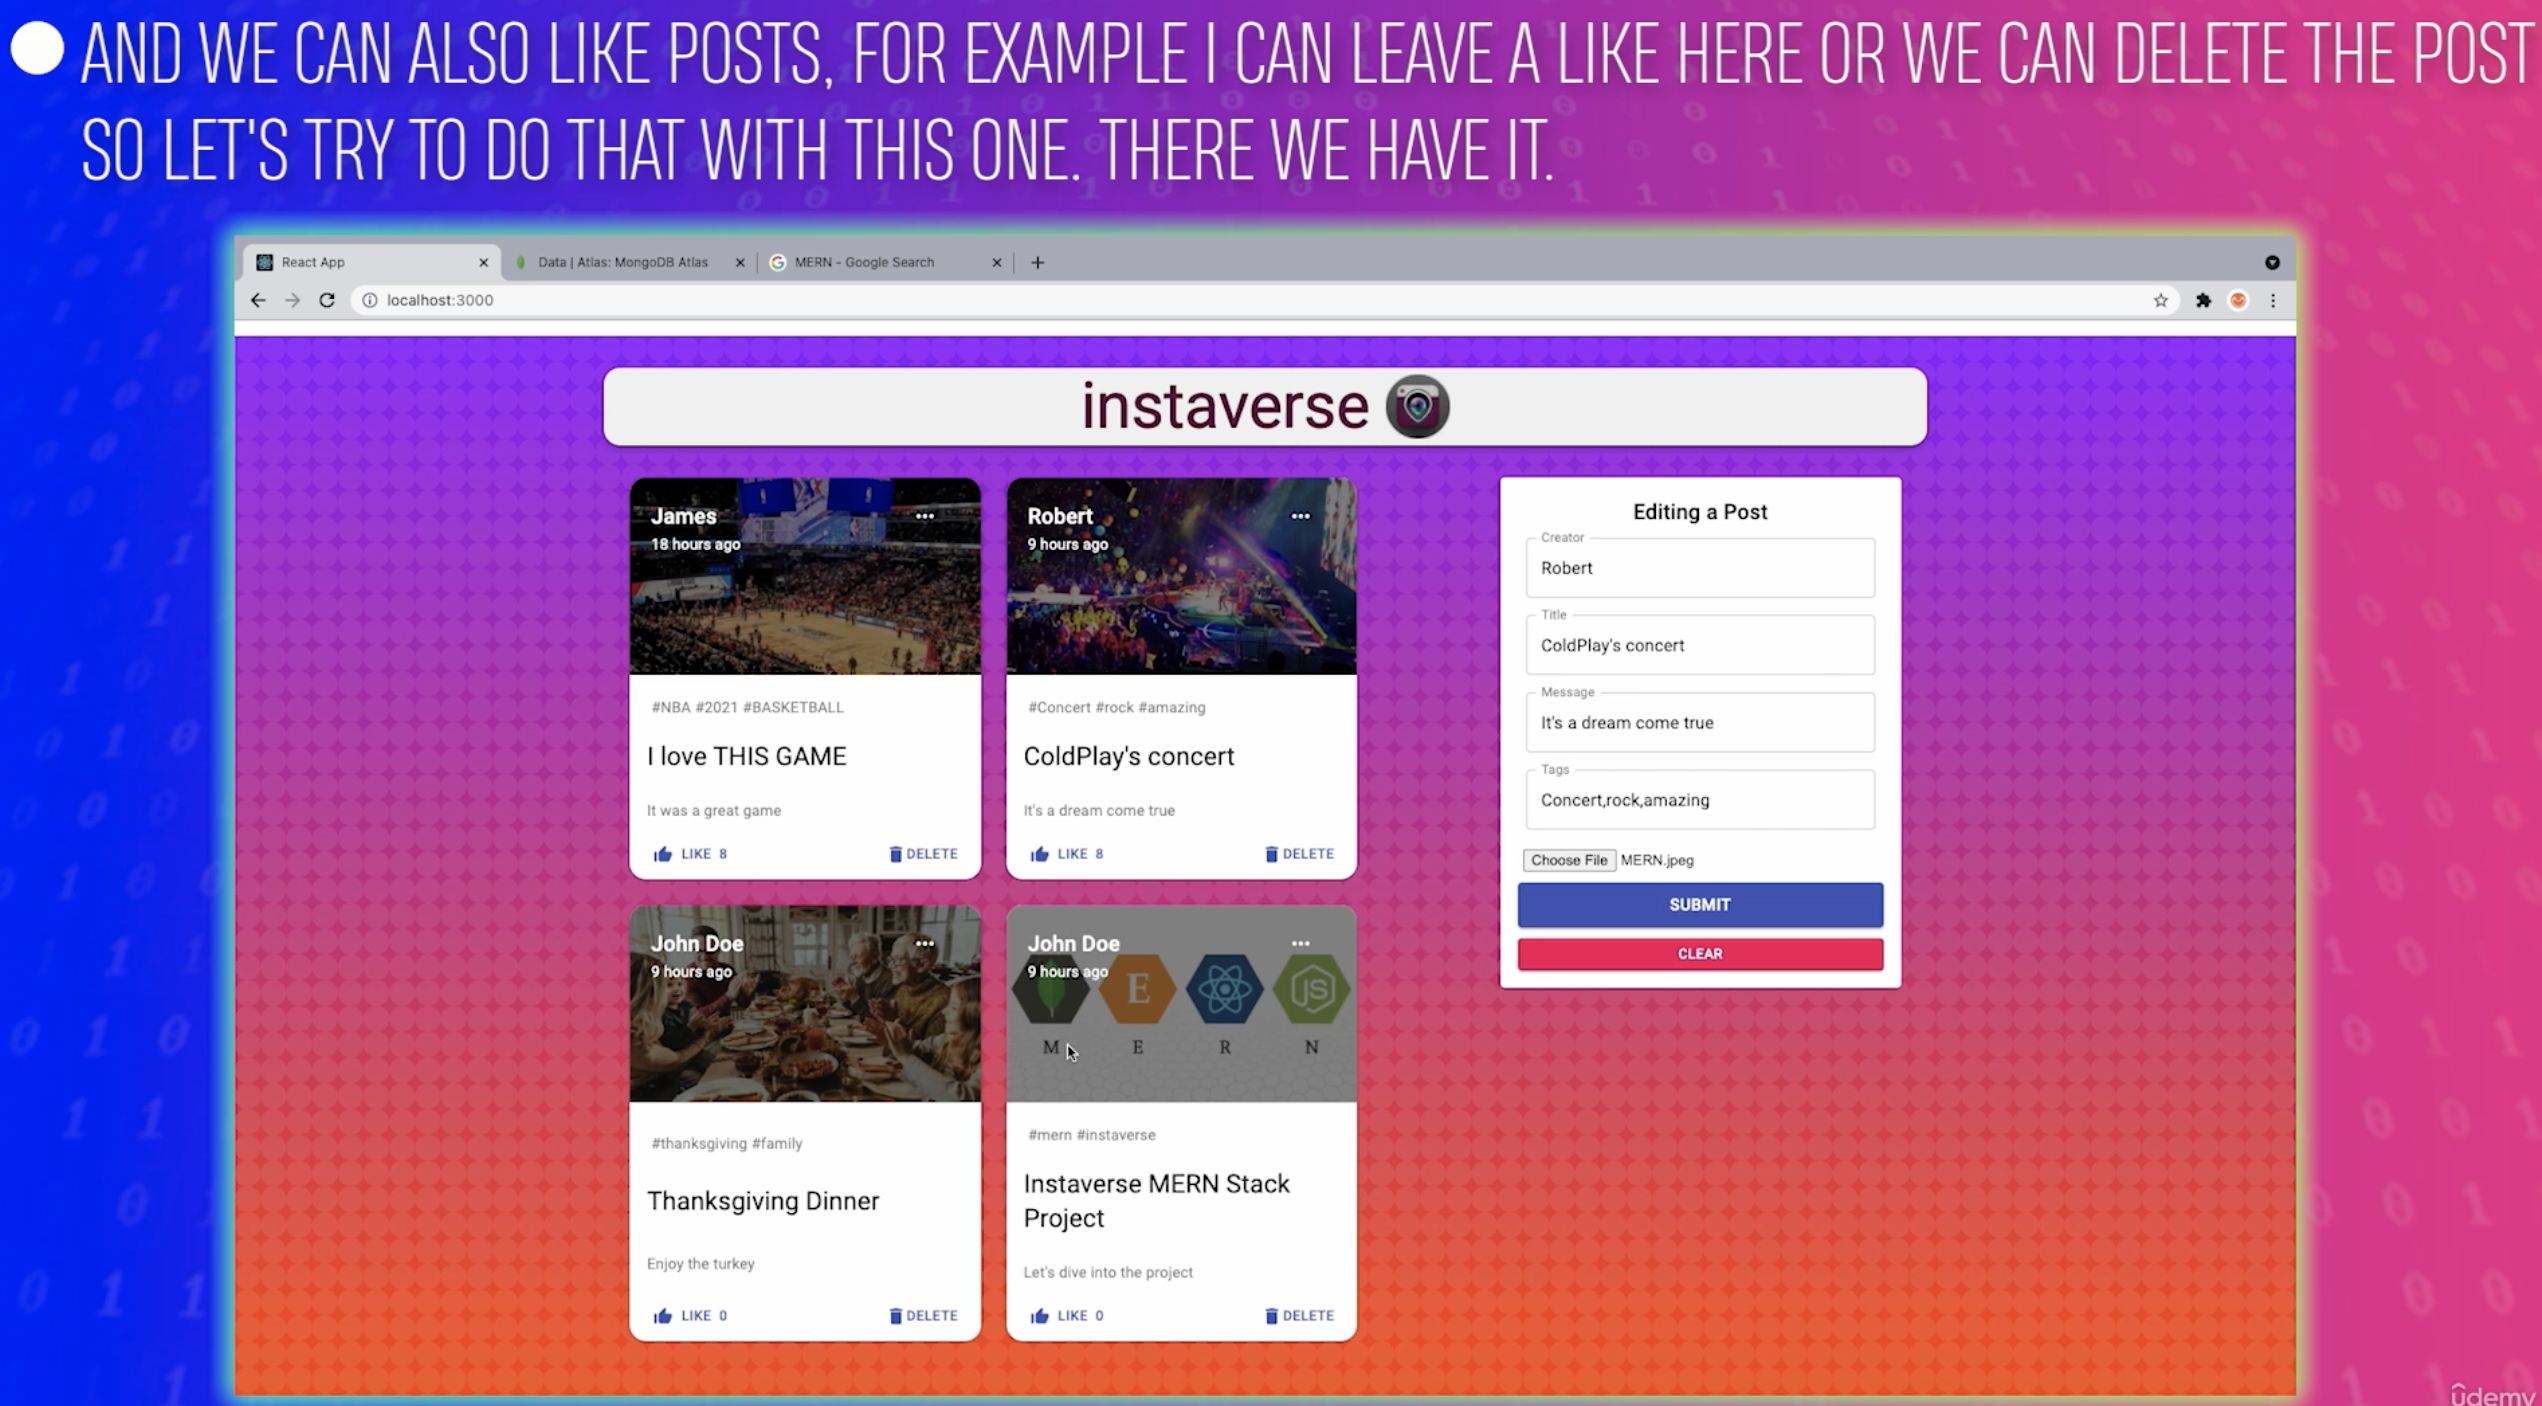 AND WE CAN ALSO LIKE POSTS, FOR EXAMPLE I CAN LEAVE A LIKE HERE OR WE CAN DELETE THE POST
SO LET'S TRY TO DO THAT WITH THIS ONE. THERE WE HAVE IT.
React App
Data | Atlas: MongoDB Atlas
MERN - Google Search
localhost:3000
instaverse
James
18 hours ago
#NBA #2021 #BASKETBALL
I love THIS GAME
It was a great game
LIKE 8
DELETE
Robert
9 hours ago
#Concert #rock #amazing
ColdPlay's concert
It's a dream come true
LIKE 8
DELETE
John Doe
9 hours ago
#thanksgiving #family
Thanksgiving Dinner
Enjoy the turkey
LIKE 0
DELETE
John Doe
9 hours ago
E
JS
M E R N
#mern #instaverse
Instaverse MERN Stack
Project
Let's dive into the project
LIKE 0
DELETE
Editing a Post
Creator
Robert
Title
ColdPlay's concert
Message
It's a dream come true
Tags
Concert,rock,amazing
Choose File MERN.jpeg
SUBMIT
CLEAR
ûdemy